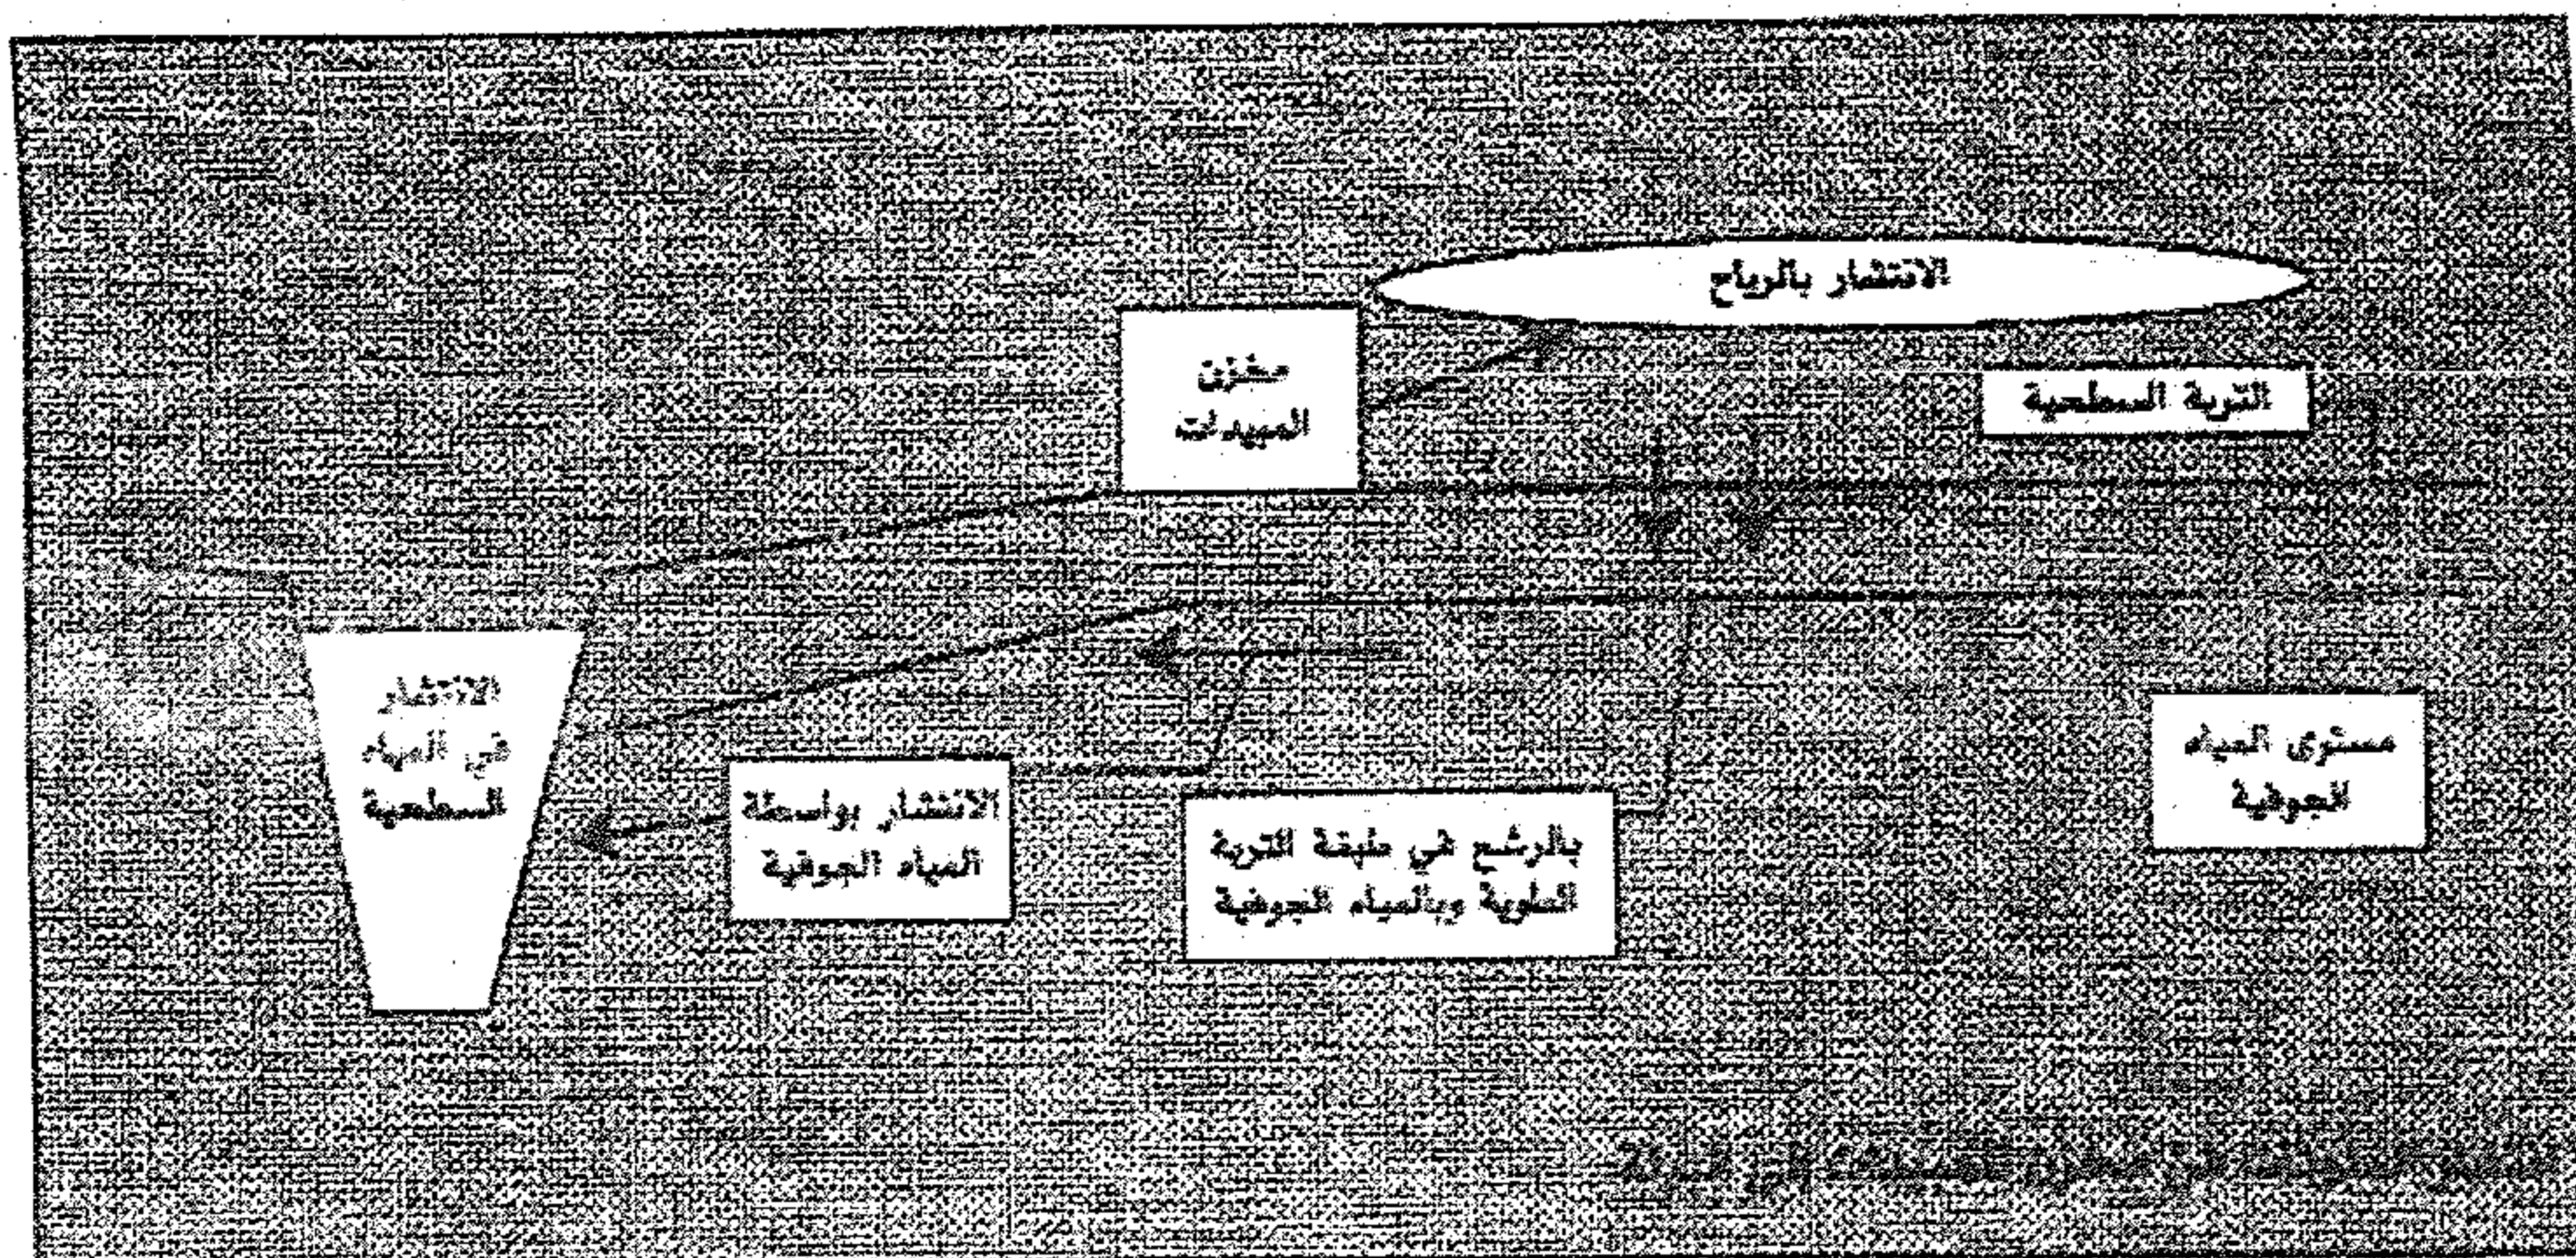 الانتشار بالرياح
مخزن
المبيدات
التربة السطحية
مستوى المياه
الجوفية
بالرشح في طبقة التربة
العلوية وبالمياه الجوفية
الانتشار بواسطة
المياه الجوفية
الانتشار
في المياه
السطحية